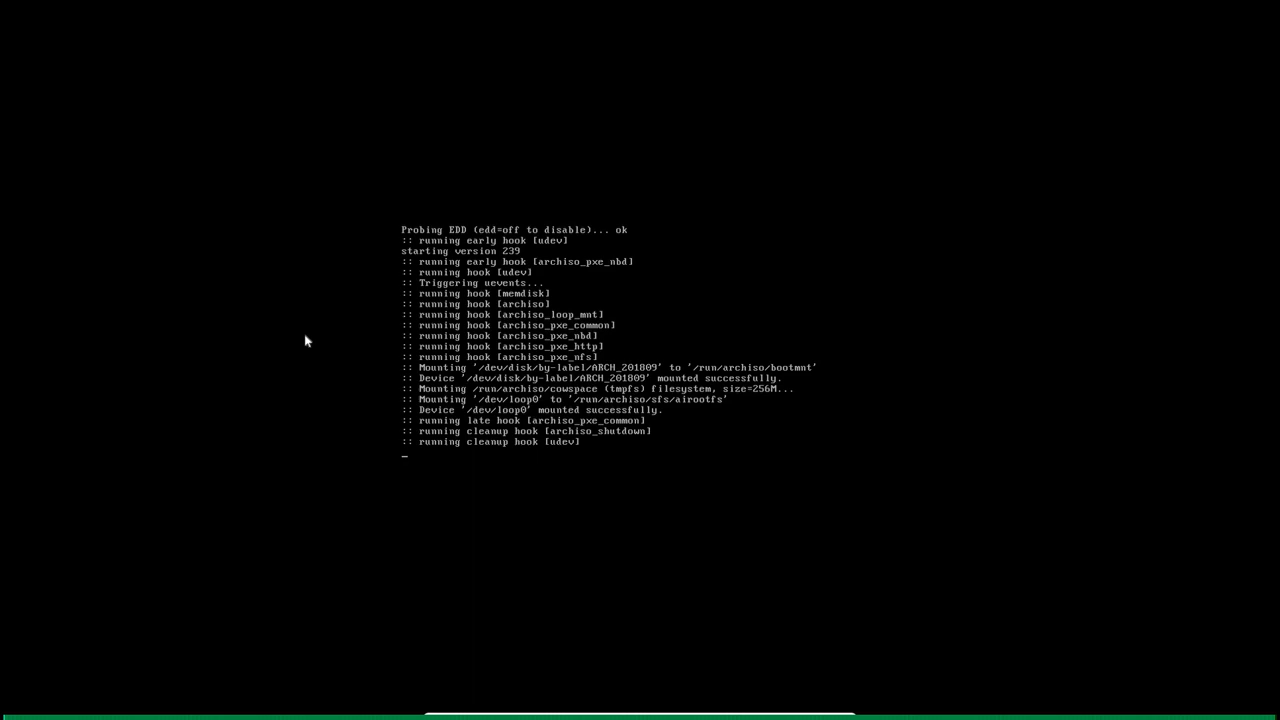 Probing EDD (edd=off to disable)... ok
:: running early hook [udev]
starting version 239
:: running early hook [archiso_pxe_nbd]
:: running hook [udev]
:: Triggering uevents...
:: running hook [memdisk]
:: running hook [archiso]
:: running hook [archiso_loop_mnt]
:: running hook [archiso_pxe_common]
:: running hook [archiso_pxe_nbd]
:: running hook [archiso_pxe_http]
:: running hook [archiso_pxe_nfs]
:: Mounting '/dev/disk/by-label/ARCH_201809' to '/run/archiso/bootmnt'
:: Device '/dev/disk/by-label/ARCH_201809' mounted successfully.
:: Mounting /run/archiso/cowspace (tmpfs) filesystem, size=256M...
:: Mounting '/dev/loop0' to '/run/archiso/sfs/airootfs'
:: Device '/dev/loop0' mounted successfully.
:: running late hook [archiso_pxe_common]
:: running cleanup hook [archiso_shutdown]
:: running cleanup hook [udev]
_